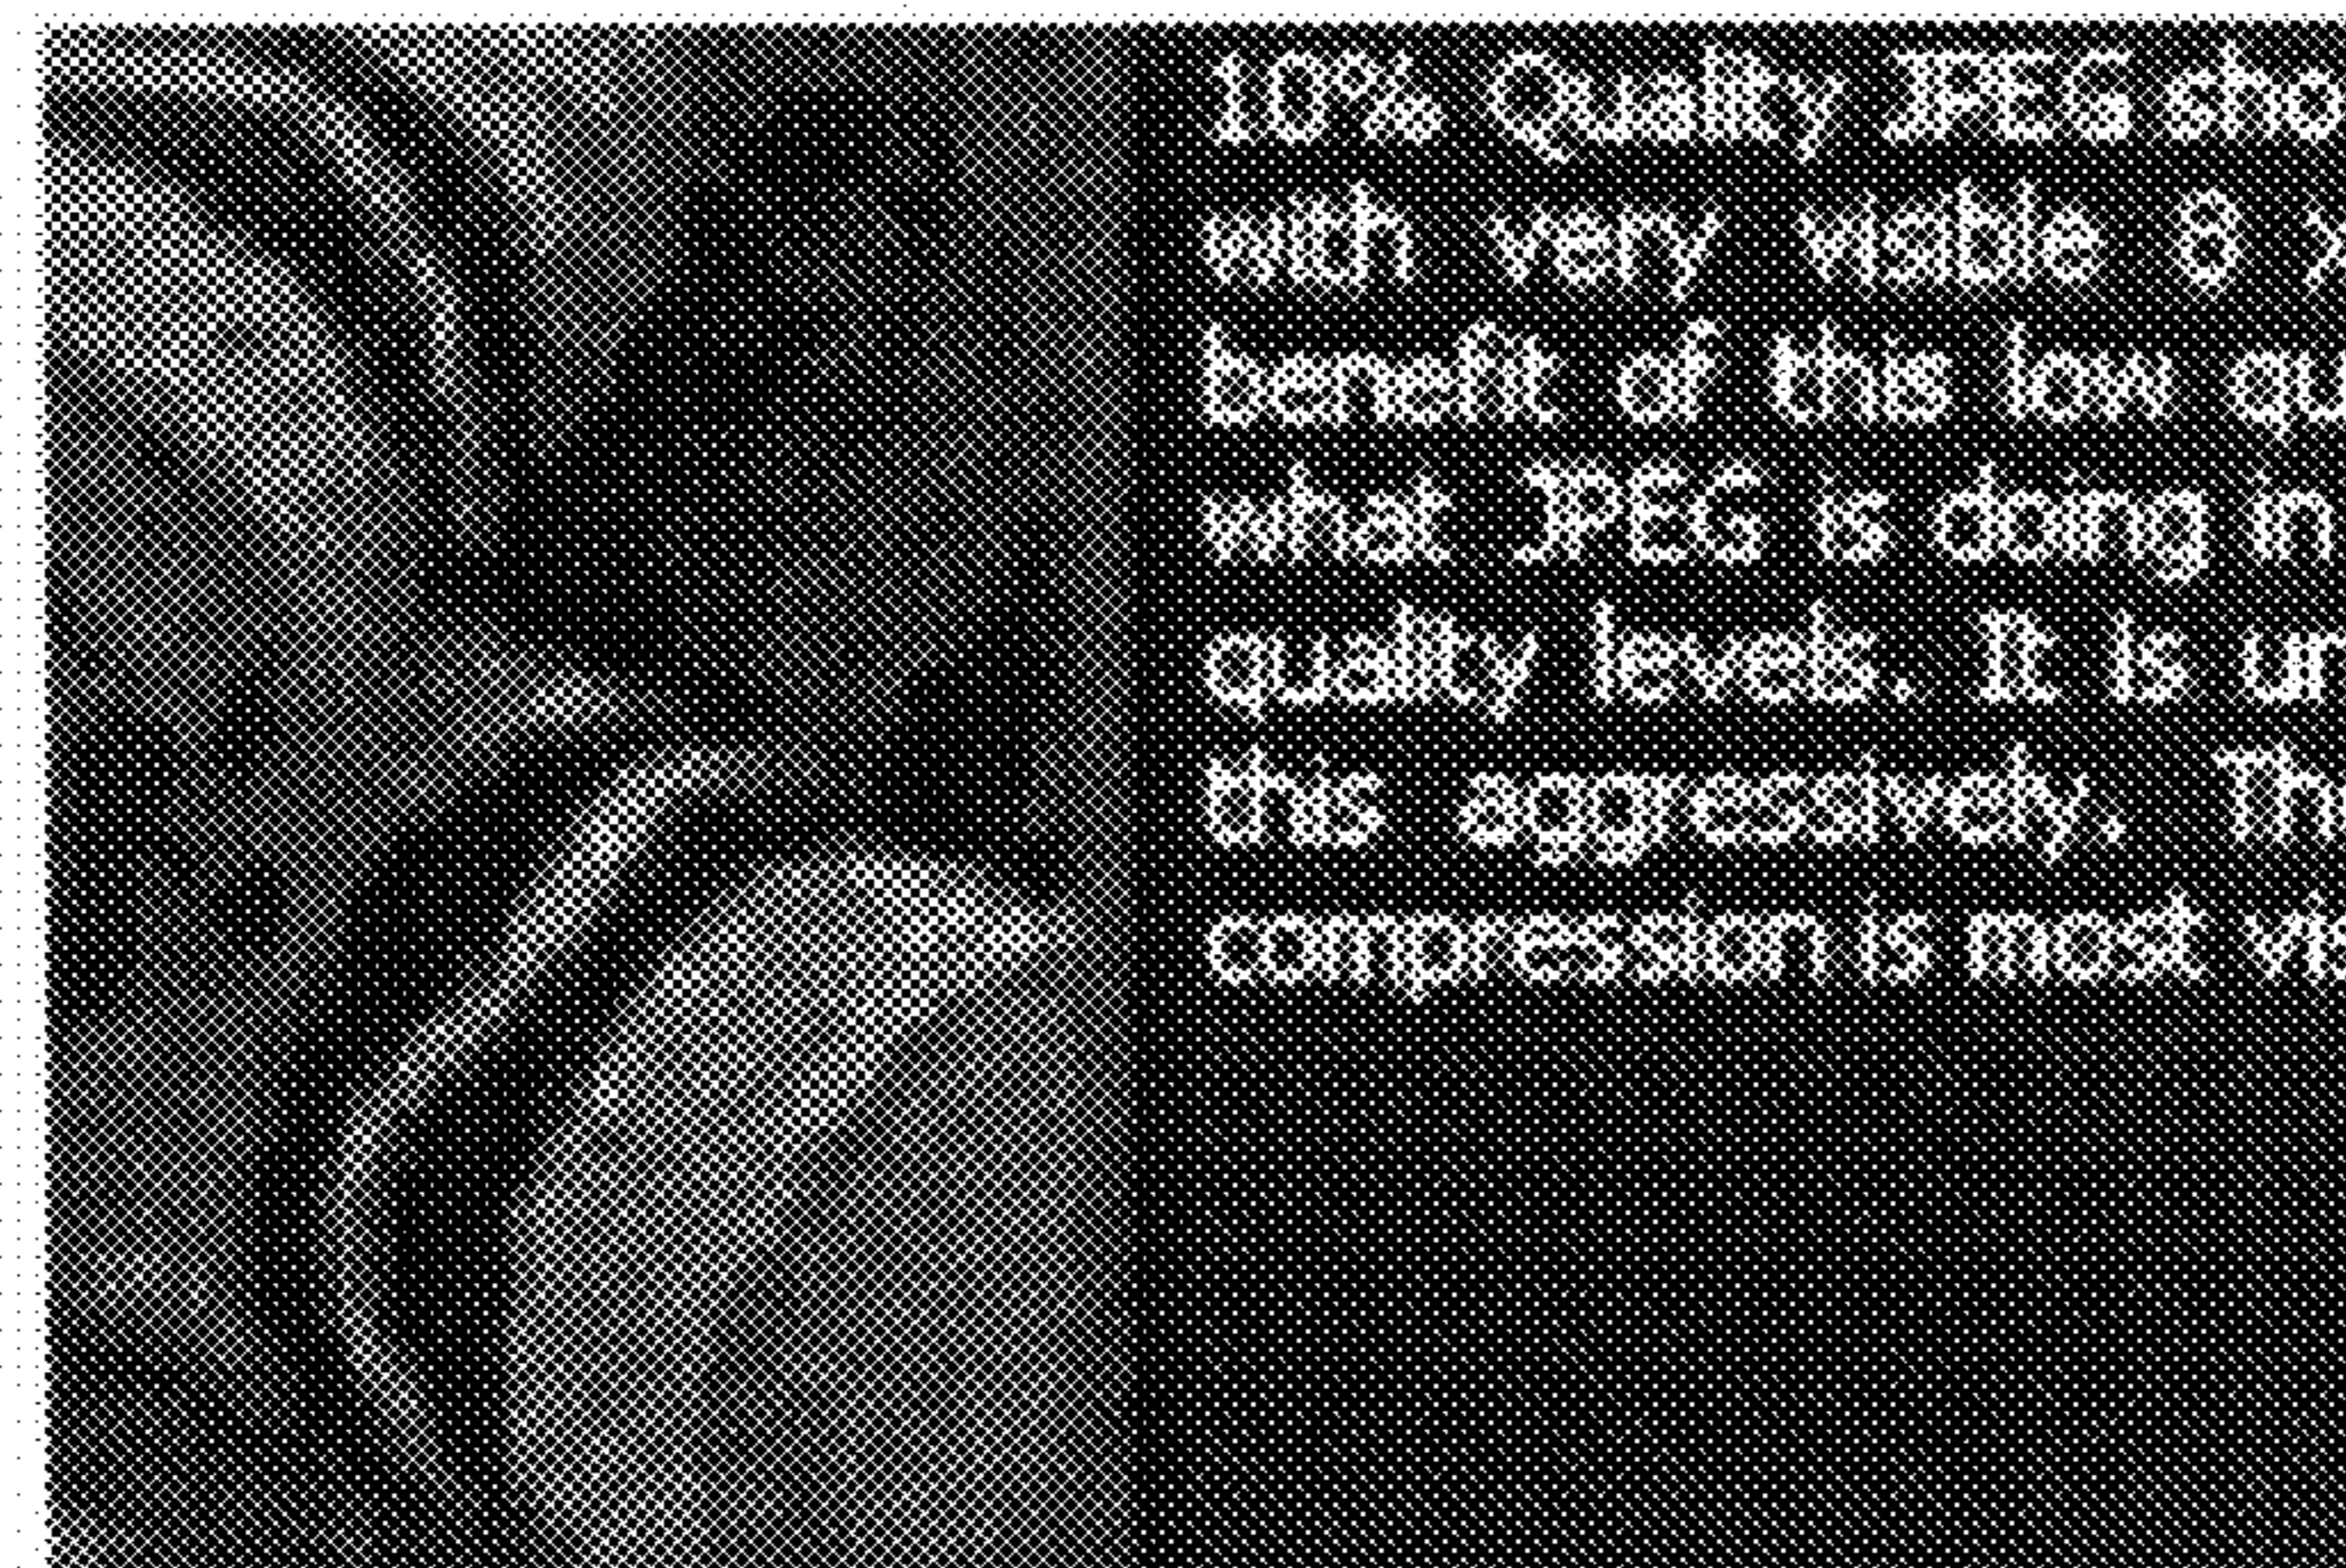 10% Quality JPEG sho
with very visible 8 x
benefit of this low qu
what JPEG is doing in
quality levels. It is un
this aggressively. Th
compression is most vis